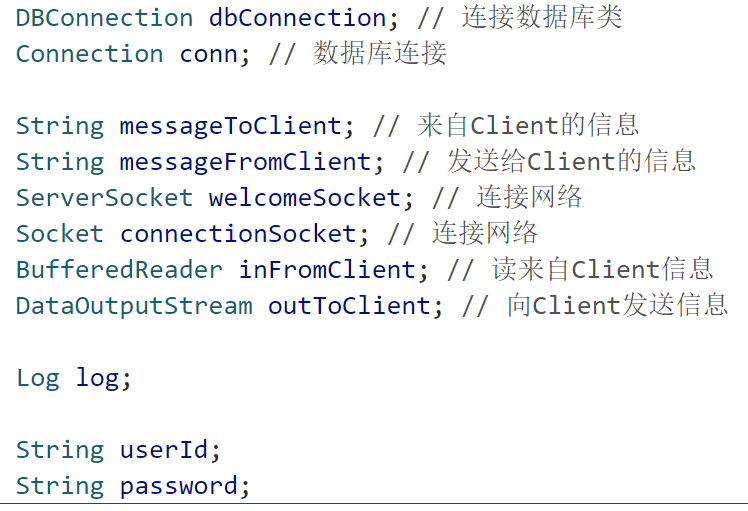 DBConnection dbConnection; // 连接数据库类
Connection conn; // 数据库连接
String messageToClient; // 来自Client的信息
String messageFromClient; // 发送给Client的信息
ServerSocket welcomeSocket; // 连接网络
Socket connectionSocket; // 连接网络
BufferedReader inFromClient; // 读来自Client信息
DataOutputStream outToClient; // 向Client发送信息
Log log;
String userId;
String password;